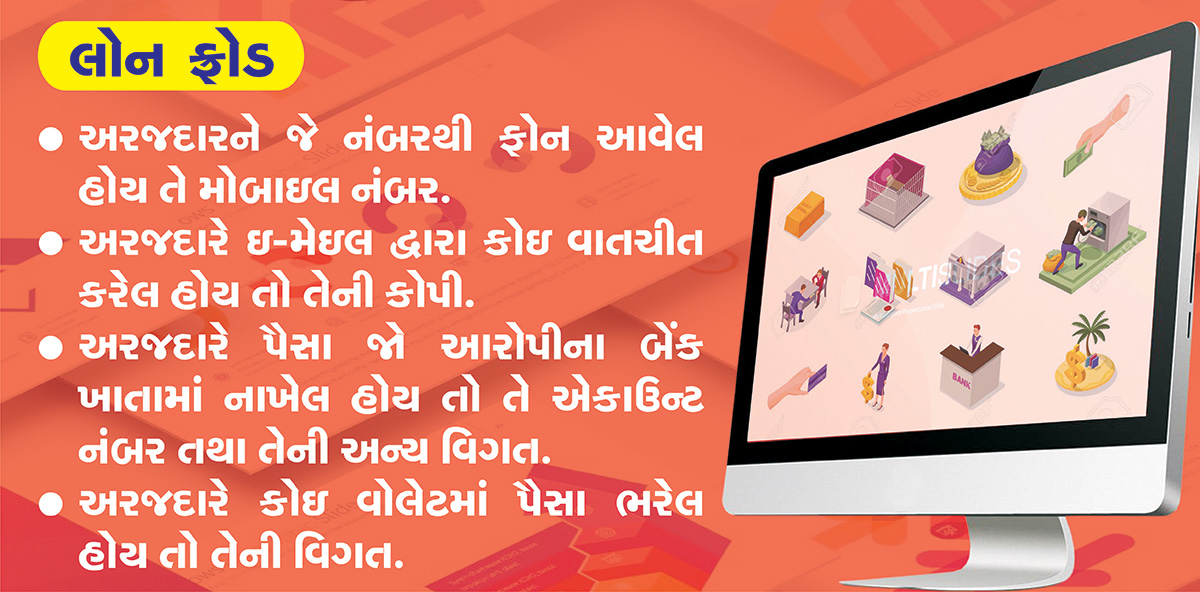 લોન ફ્રોડ
● અરજદારને જે નંબરથી ફોન આવેલ
હોય તે મોબાઇલ નંબર.
● અરજદારે ઇ-મેઇલ દ્વારા કોઇ વાતચીત
કરેલ હોય તો તેની કોપી.
● અરજદારે પૈસા જો આરોપીના બેંક
ખાતામાં નાખેલ હોય તો તે એકાઉન્ટ
નંબર તથા તેની અન્ય વિગત.
● અરજદારે કોઇ વોલેટમાં પૈસા ભરેલ
હોય તો તેની વિગત.
BANK